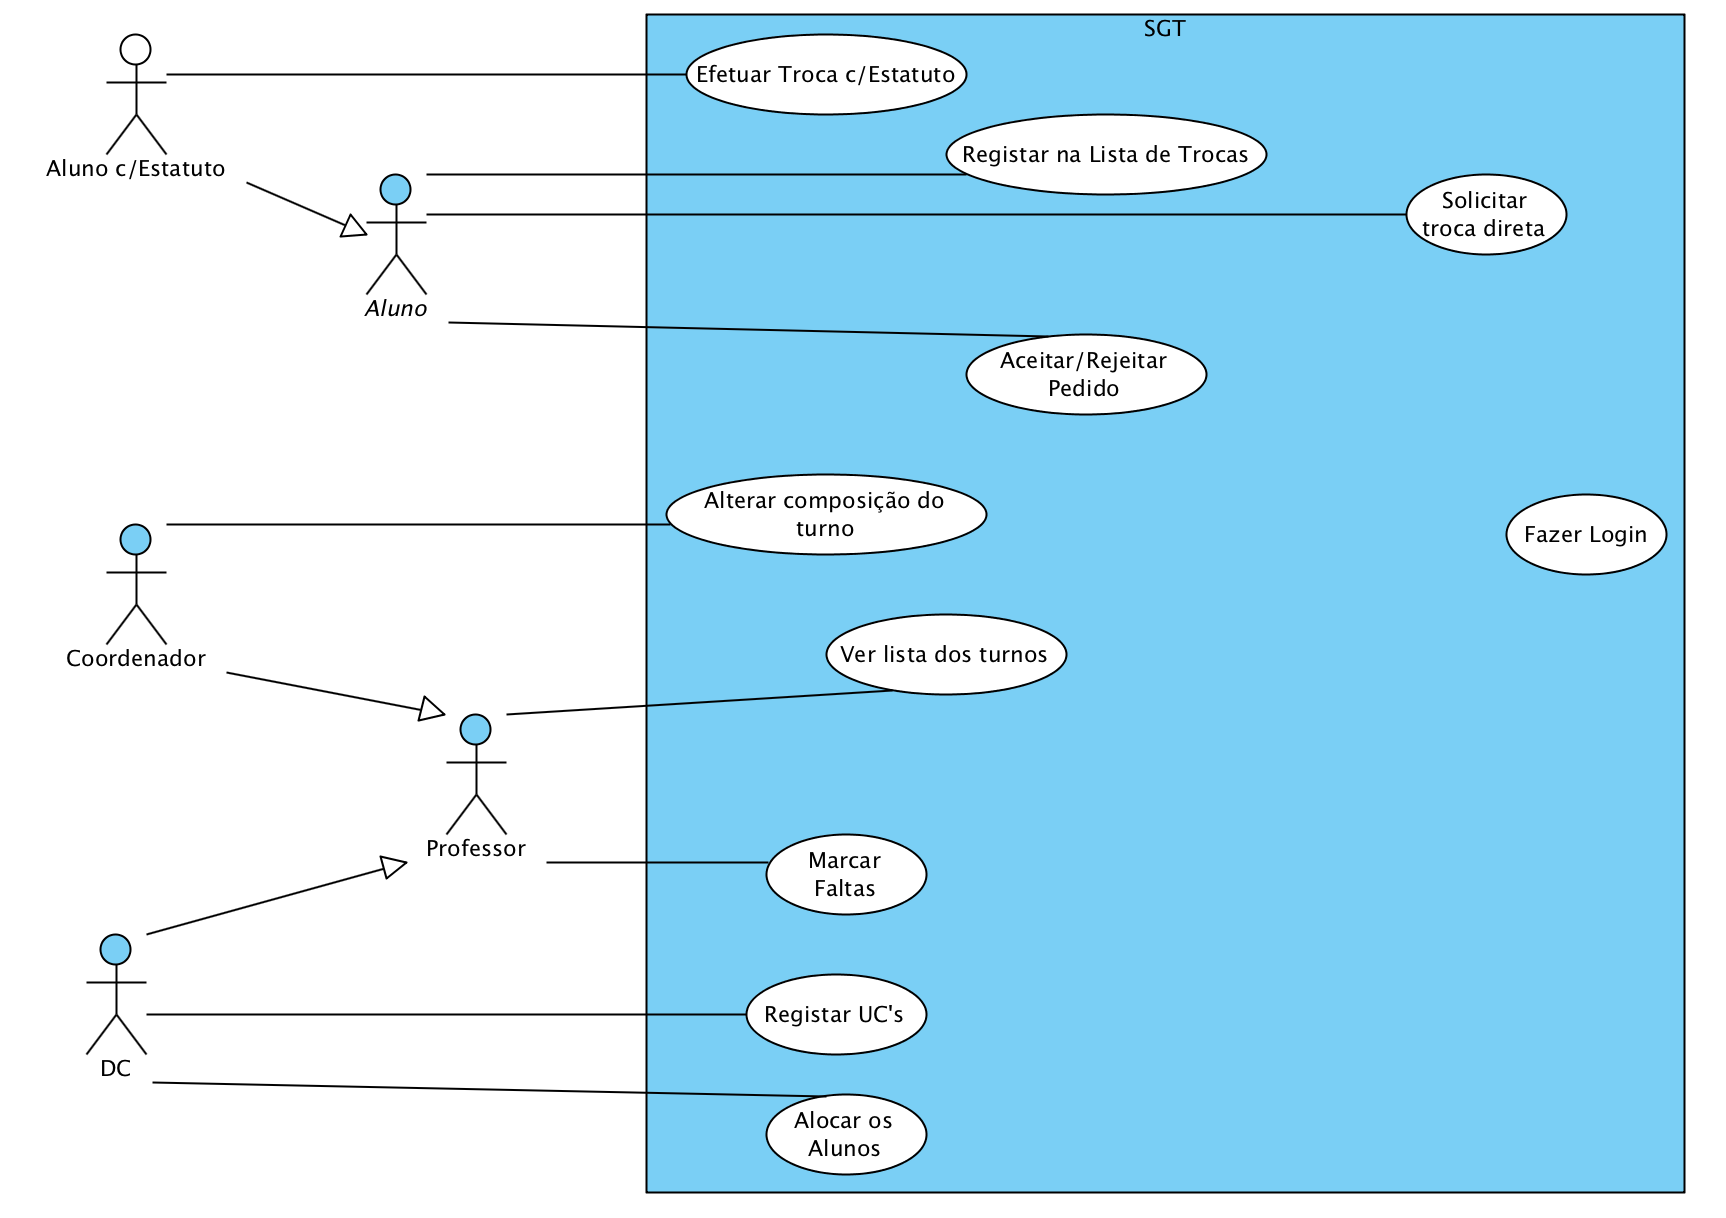 SGT
Efetuar Troca c/Estatuto
Aluno c/Estatuto
Registar na Lista de Trocas
Solicitar
troca direta
Aluno
Aceitar/Rejeitar
Pedido
Alterar composição do
turno
Fazer Login
Coordenador
Ver lista dos turnos
Professor
Marcar
Faltas
Registar UC's
DC
Alocar os
Alunos